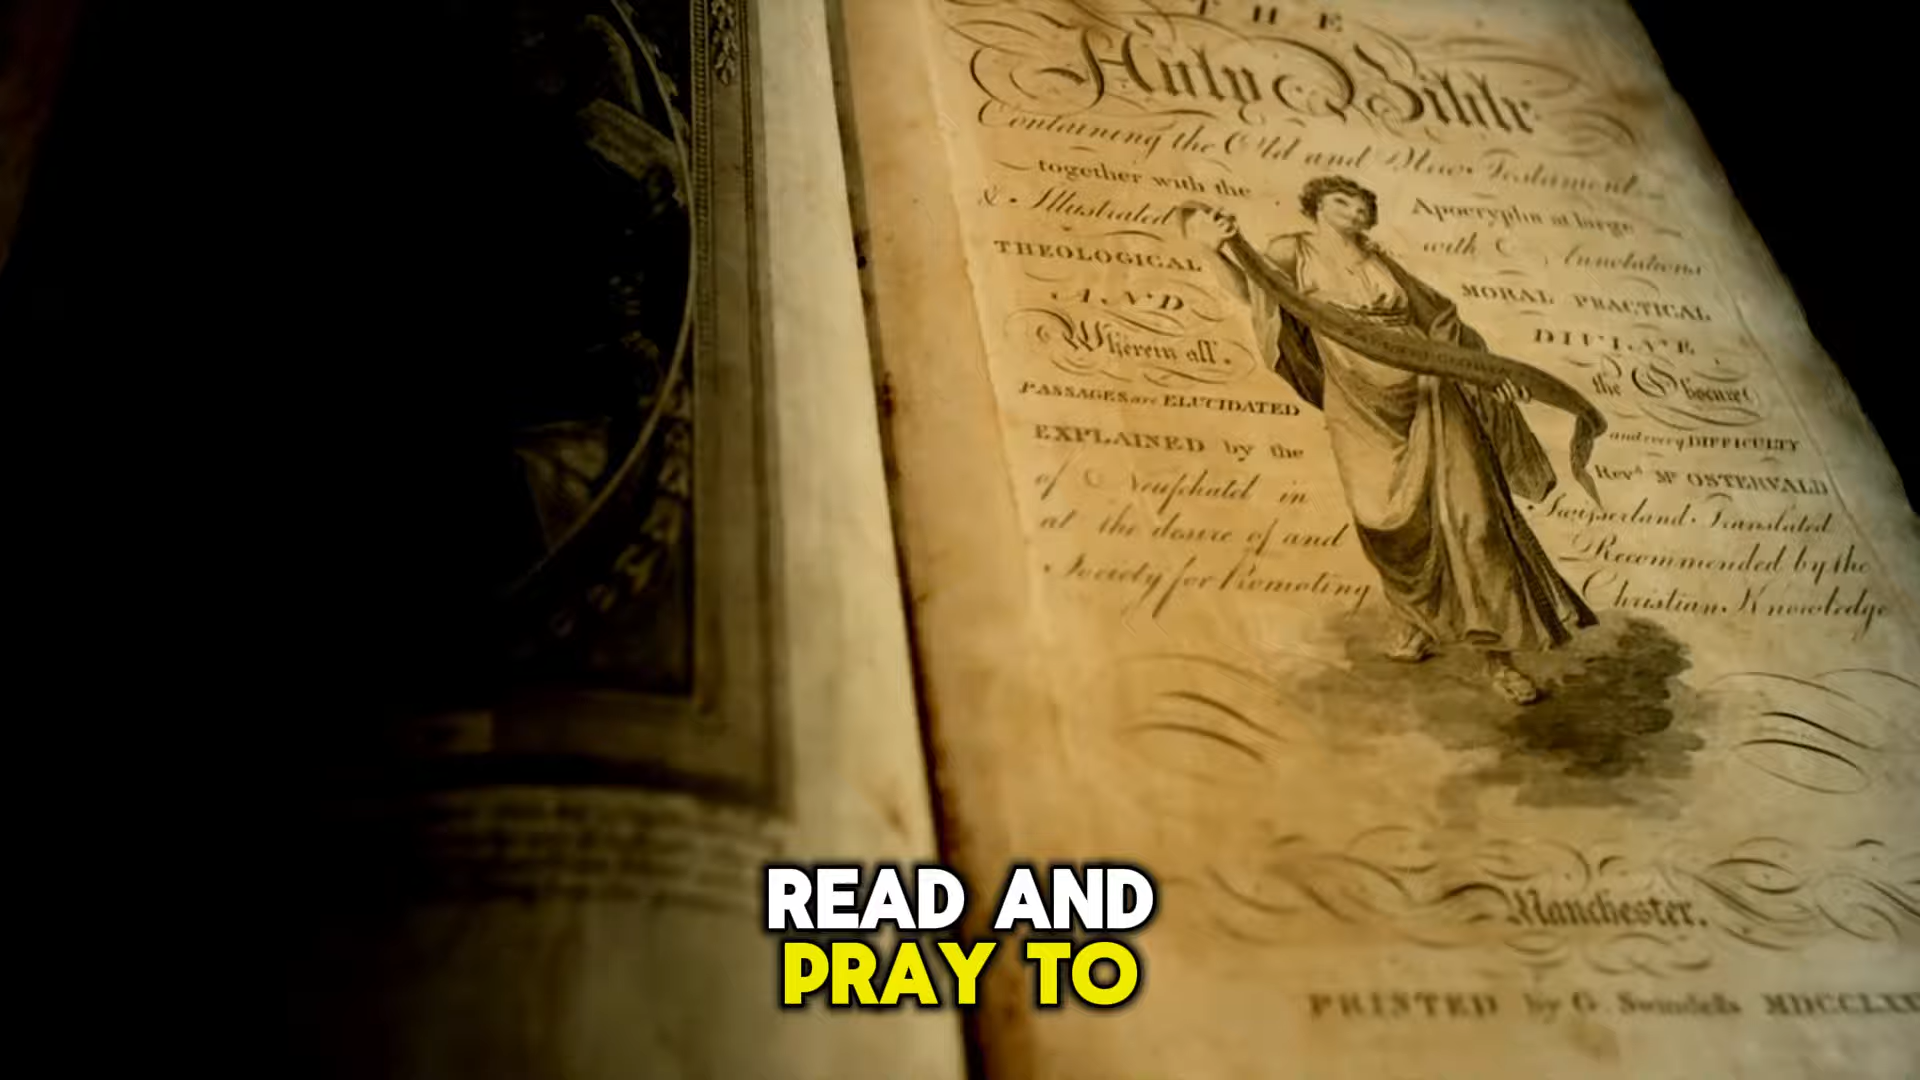 THE
Holy Bible
Containing the Old and New Testament
together with the Apocrypha at large
& Illustrated with Annotations
THEOLOGICAL MORAL PRACTICAL
AND DIVINE
Wherein all the Obscure
PASSAGES are ELUCIDATED and every DIFFICULTY
EXPLAINED by the Revd Mr OSTERVALD
of Neufchatel in Swisserland. Translated
at the desire of and Recommended by the
Society for Promoting Christian Knowledge
Manchester.
PRINTED by G. Swindells
READ AND
PRAY TO